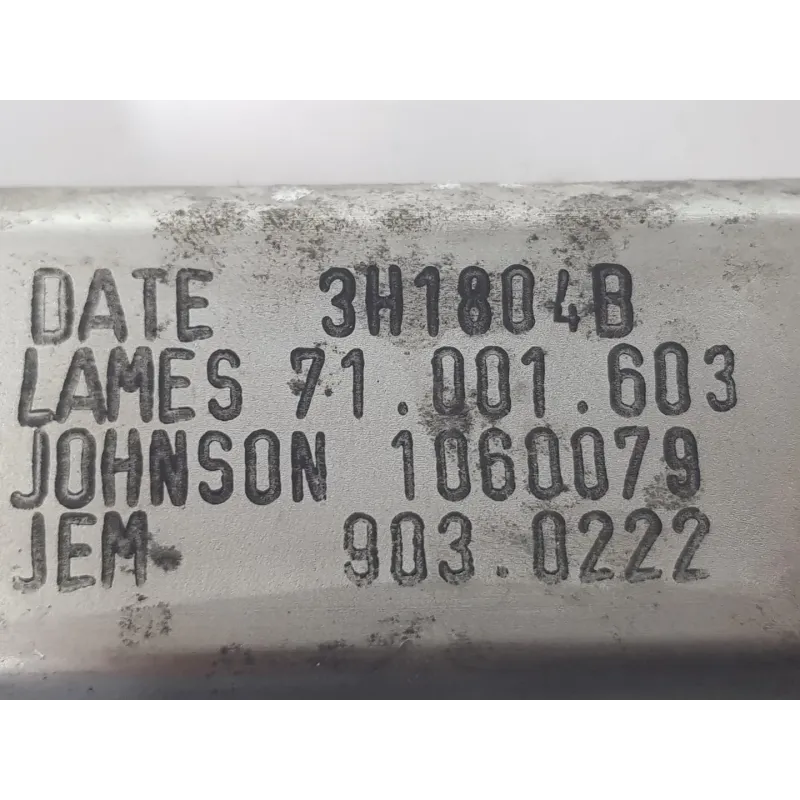 DATE 3H1804B
LAMES 71.001.603
JOHNSON 1060079
JEM 903.0222